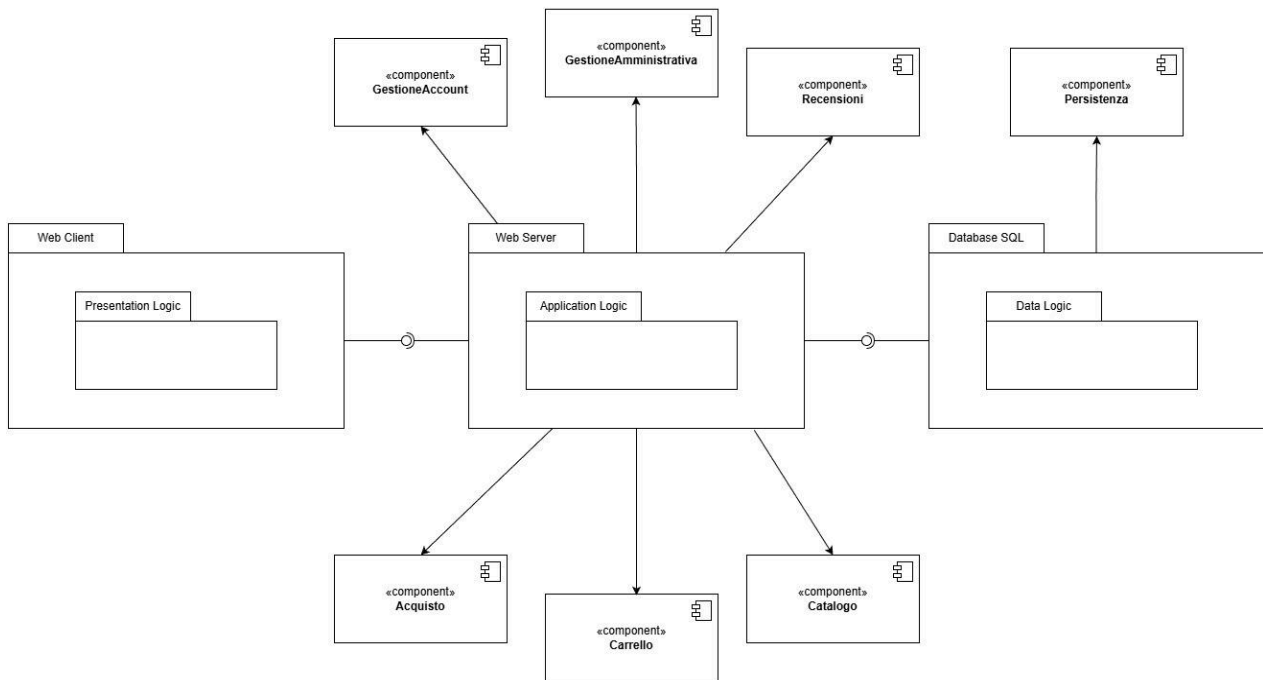 «component»
GestioneAccount
«component»
GestioneAmministrativa
«component»
Recensioni
«component»
Persistenza
Web Client
Presentation Logic
Web Server
Application Logic
Database SQL
Data Logic
«component»
Acquisto
«component»
Carrello
«component»
Catalogo